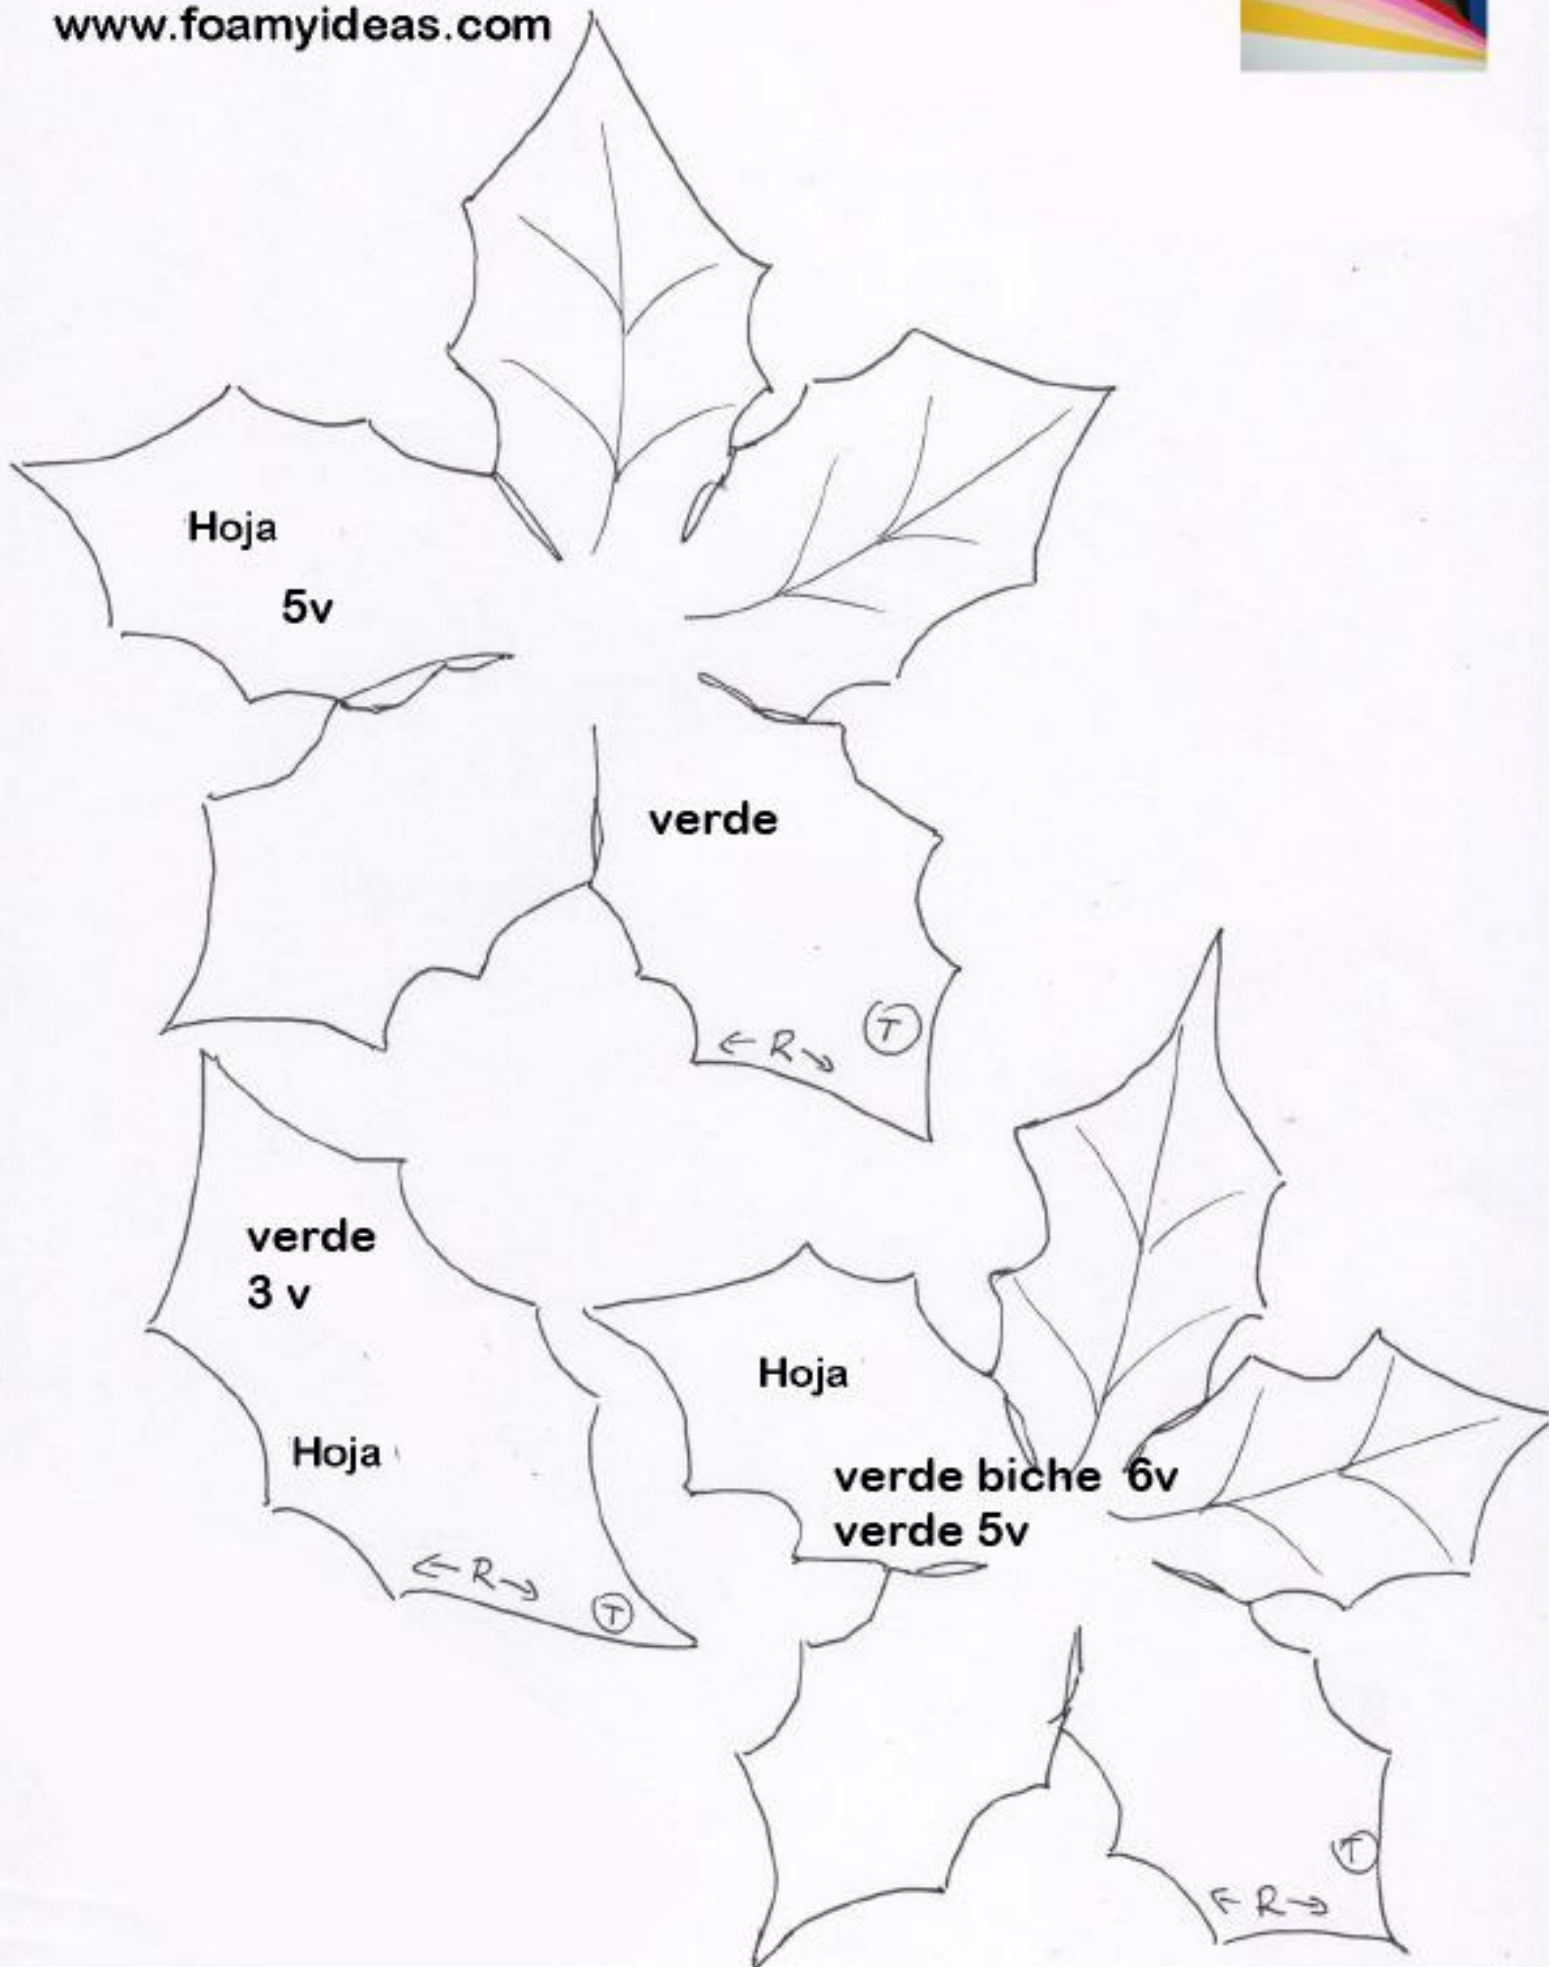 www.foamyideas.com
Hoja
5v
verde
← R →
T
verde
3 v
Hoja
← R →
T
Hoja
verde biche 6v
verde 5v
T
← R →